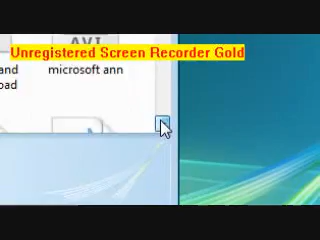 AVI
Unregistered Screen Recorder Gold
and
microsoft ann
oad